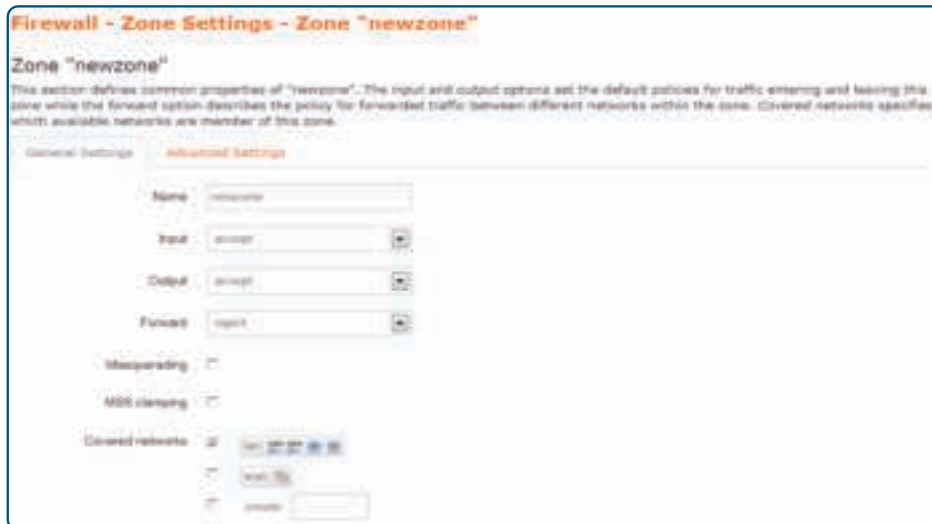 Firewall - Zone Settings - Zone "newzone"
Zone "newzone"
This section defines common properties of "newzone". The input and output options set the default policies for traffic entering and leaving this
zone while the forward option describes the policy for forwarded traffic between different networks within the zone. Covered networks specifies
which available networks are member of this zone.
General Settings Advanced Settings
Name newzone
Input accept
Output accept
Forward reject
Masquerading
MSS clamping
Covered networks lan:
wan:
create: